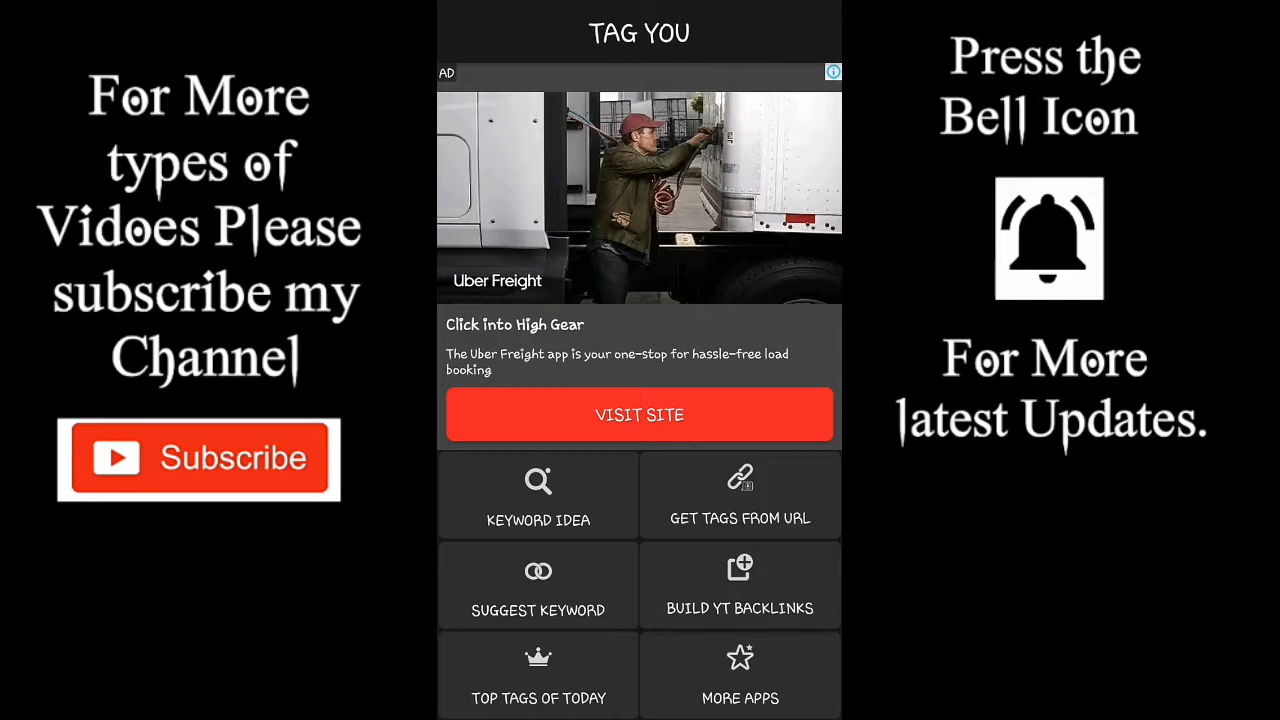 For More
types of
Vidoes Please
subscribe my
Channel
Subscribe
TAG YOU
AD
Uber Freight
Click into High Gear
The Uber Freight app is your one-stop for hassle-free load
booking
VISIT SITE
KEYWORD IDEA
GET TAGS FROM URL
SUGGEST KEYWORD
BUILD YT BACKLINKS
TOP TAGS OF TODAY
MORE APPS
Press the
Bell Icon
For More
latest Updates.